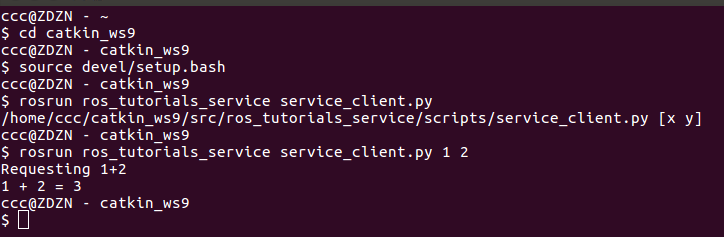 ccc@ZDZN - ~
$ cd catkin_ws9
ccc@ZDZN - catkin_ws9
$ source devel/setup.bash
ccc@ZDZN - catkin_ws9
$ rosrun ros_tutorials_service service_client.py
/home/ccc/catkin_ws9/src/ros_tutorials_service/scripts/service_client.py [x y]
ccc@ZDZN - catkin_ws9
$ rosrun ros_tutorials_service service_client.py 1 2
Requesting 1+2
1 + 2 = 3
ccc@ZDZN - catkin_ws9
$